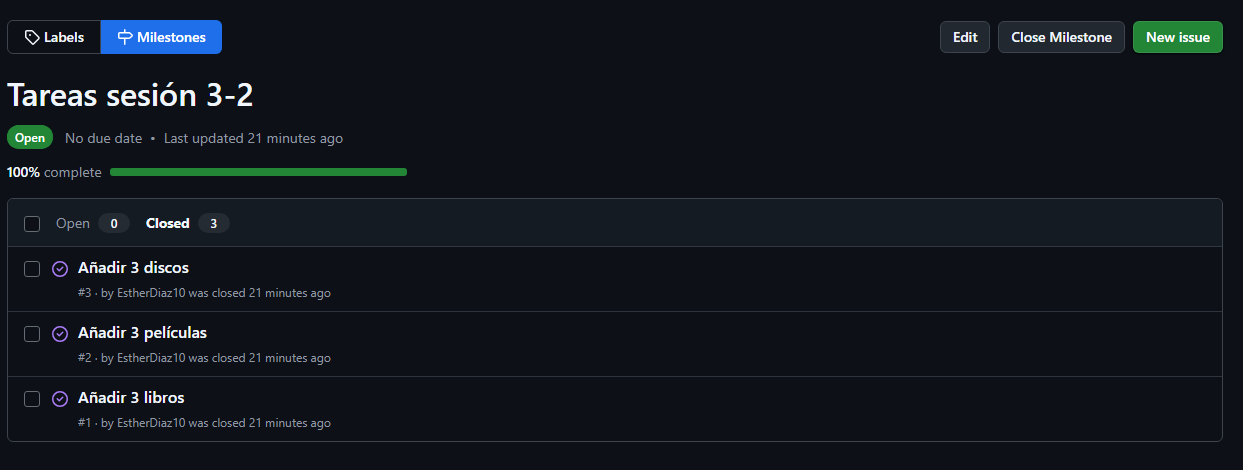 Labels Milestones Edit Close Milestone New issue
Tareas sesión 3-2
Open No due date • Last updated 21 minutes ago
100% complete
Open 0 Closed 3
Añadir 3 discos
#3 · by EstherDiaz10 was closed 21 minutes ago
Añadir 3 películas
#2 · by EstherDiaz10 was closed 21 minutes ago
Añadir 3 libros
#1 · by EstherDiaz10 was closed 21 minutes ago